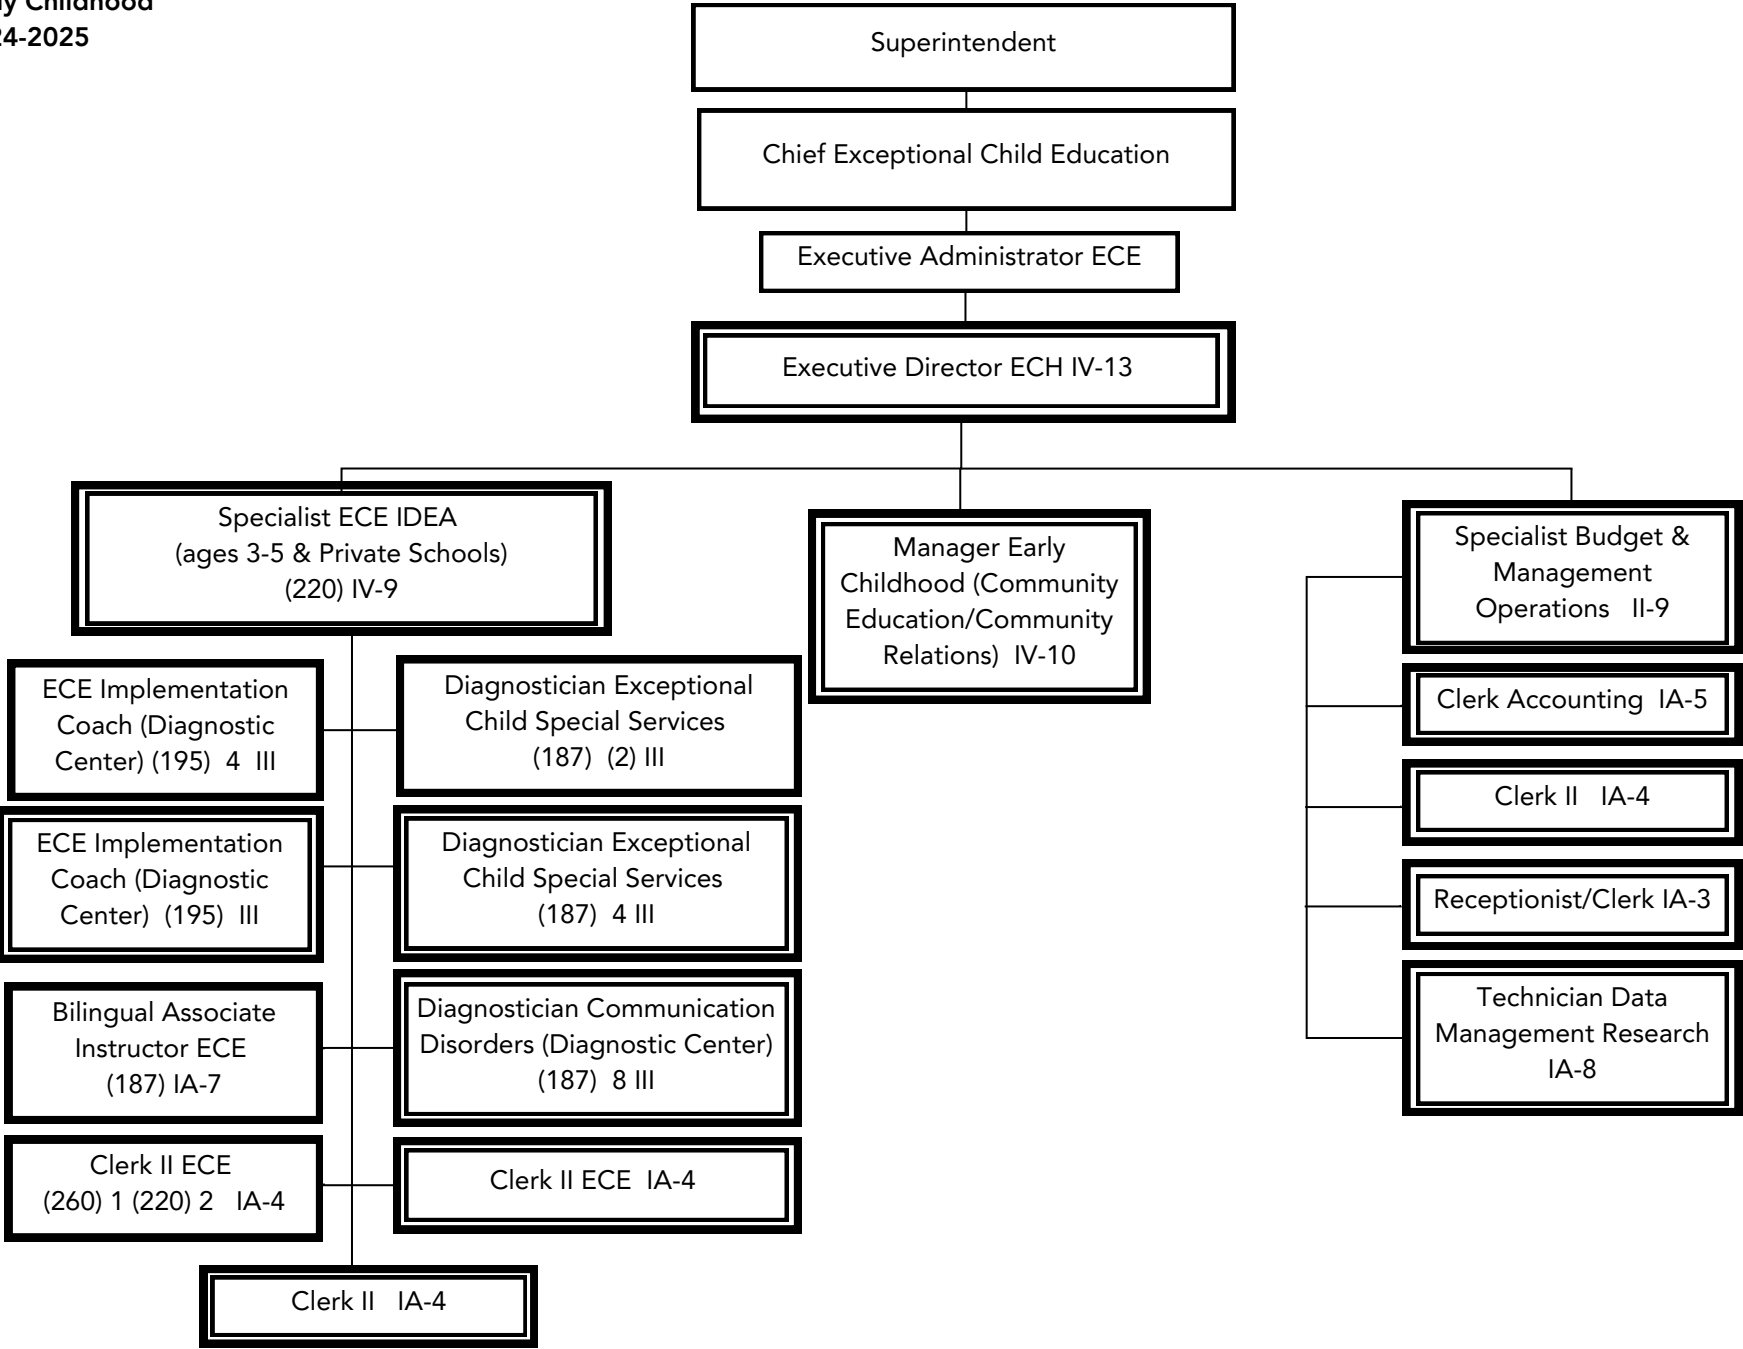 Childhood
-2025
Superintendent
Chief Exceptional Child Education
Executive Administrator ECE
Executive Director ECH IV-13
Specialist ECE IDEA
(ages 3-5 & Private Schools)
(220) IV-9
Manager Early
Childhood (Community
Education/Community
Relations) IV-10
Specialist Budget &
Management
Operations II-9
ECE Implementation
Coach (Diagnostic
Center) (195) 4 III
Diagnostician Exceptional
Child Special Services
(187) (2) III
ECE Implementation
Coach (Diagnostic
Center) (195) III
Diagnostician Exceptional
Child Special Services
(187) 4 III
Bilingual Associate
Instructor ECE
(187) IA-7
Diagnostician Communication
Disorders (Diagnostic Center)
(187) 8 III
Clerk II ECE
(260) 1 (220) 2 IA-4
Clerk II ECE IA-4
Clerk II IA-4
Clerk Accounting IA-5
Clerk II IA-4
Receptionist/Clerk IA-3
Technician Data
Management Research
IA-8